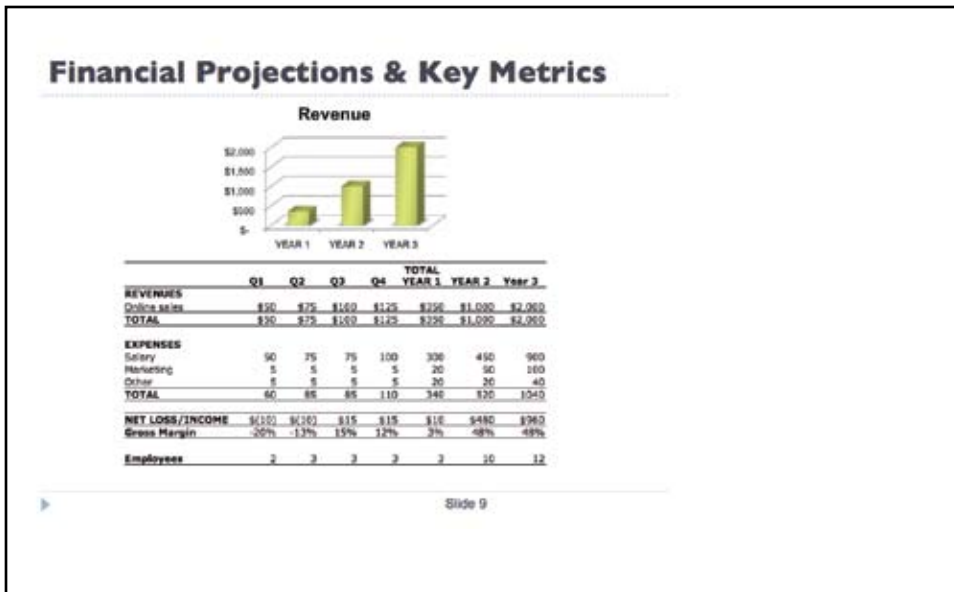 Financial Projections & Key Metrics
Revenue
$2,000
$1,500
$1,000
$500
$-
YEAR 1 YEAR 2 YEAR 3
TOTAL
Q1 Q2 Q3 Q4 YEAR 1 YEAR 2 Year 3
REVENUES
Online sales $50 $75 $100 $125 $350 $1,000 $2,000
TOTAL $50 $75 $100 $125 $350 $1,000 $2,000
EXPENSES
Salary 50 75 75 100 300 450 900
Marketing 5 5 5 5 20 50 100
Other 5 5 5 5 20 20 40
TOTAL 60 85 85 110 340 520 1040
NET LOSS/INCOME $(10) $(10) $15 $15 $10 $480 $960
Gross Margin -20% -13% 15% 12% 3% 48% 48%
Employees 2 3 3 3 3 10 12
Slide 9